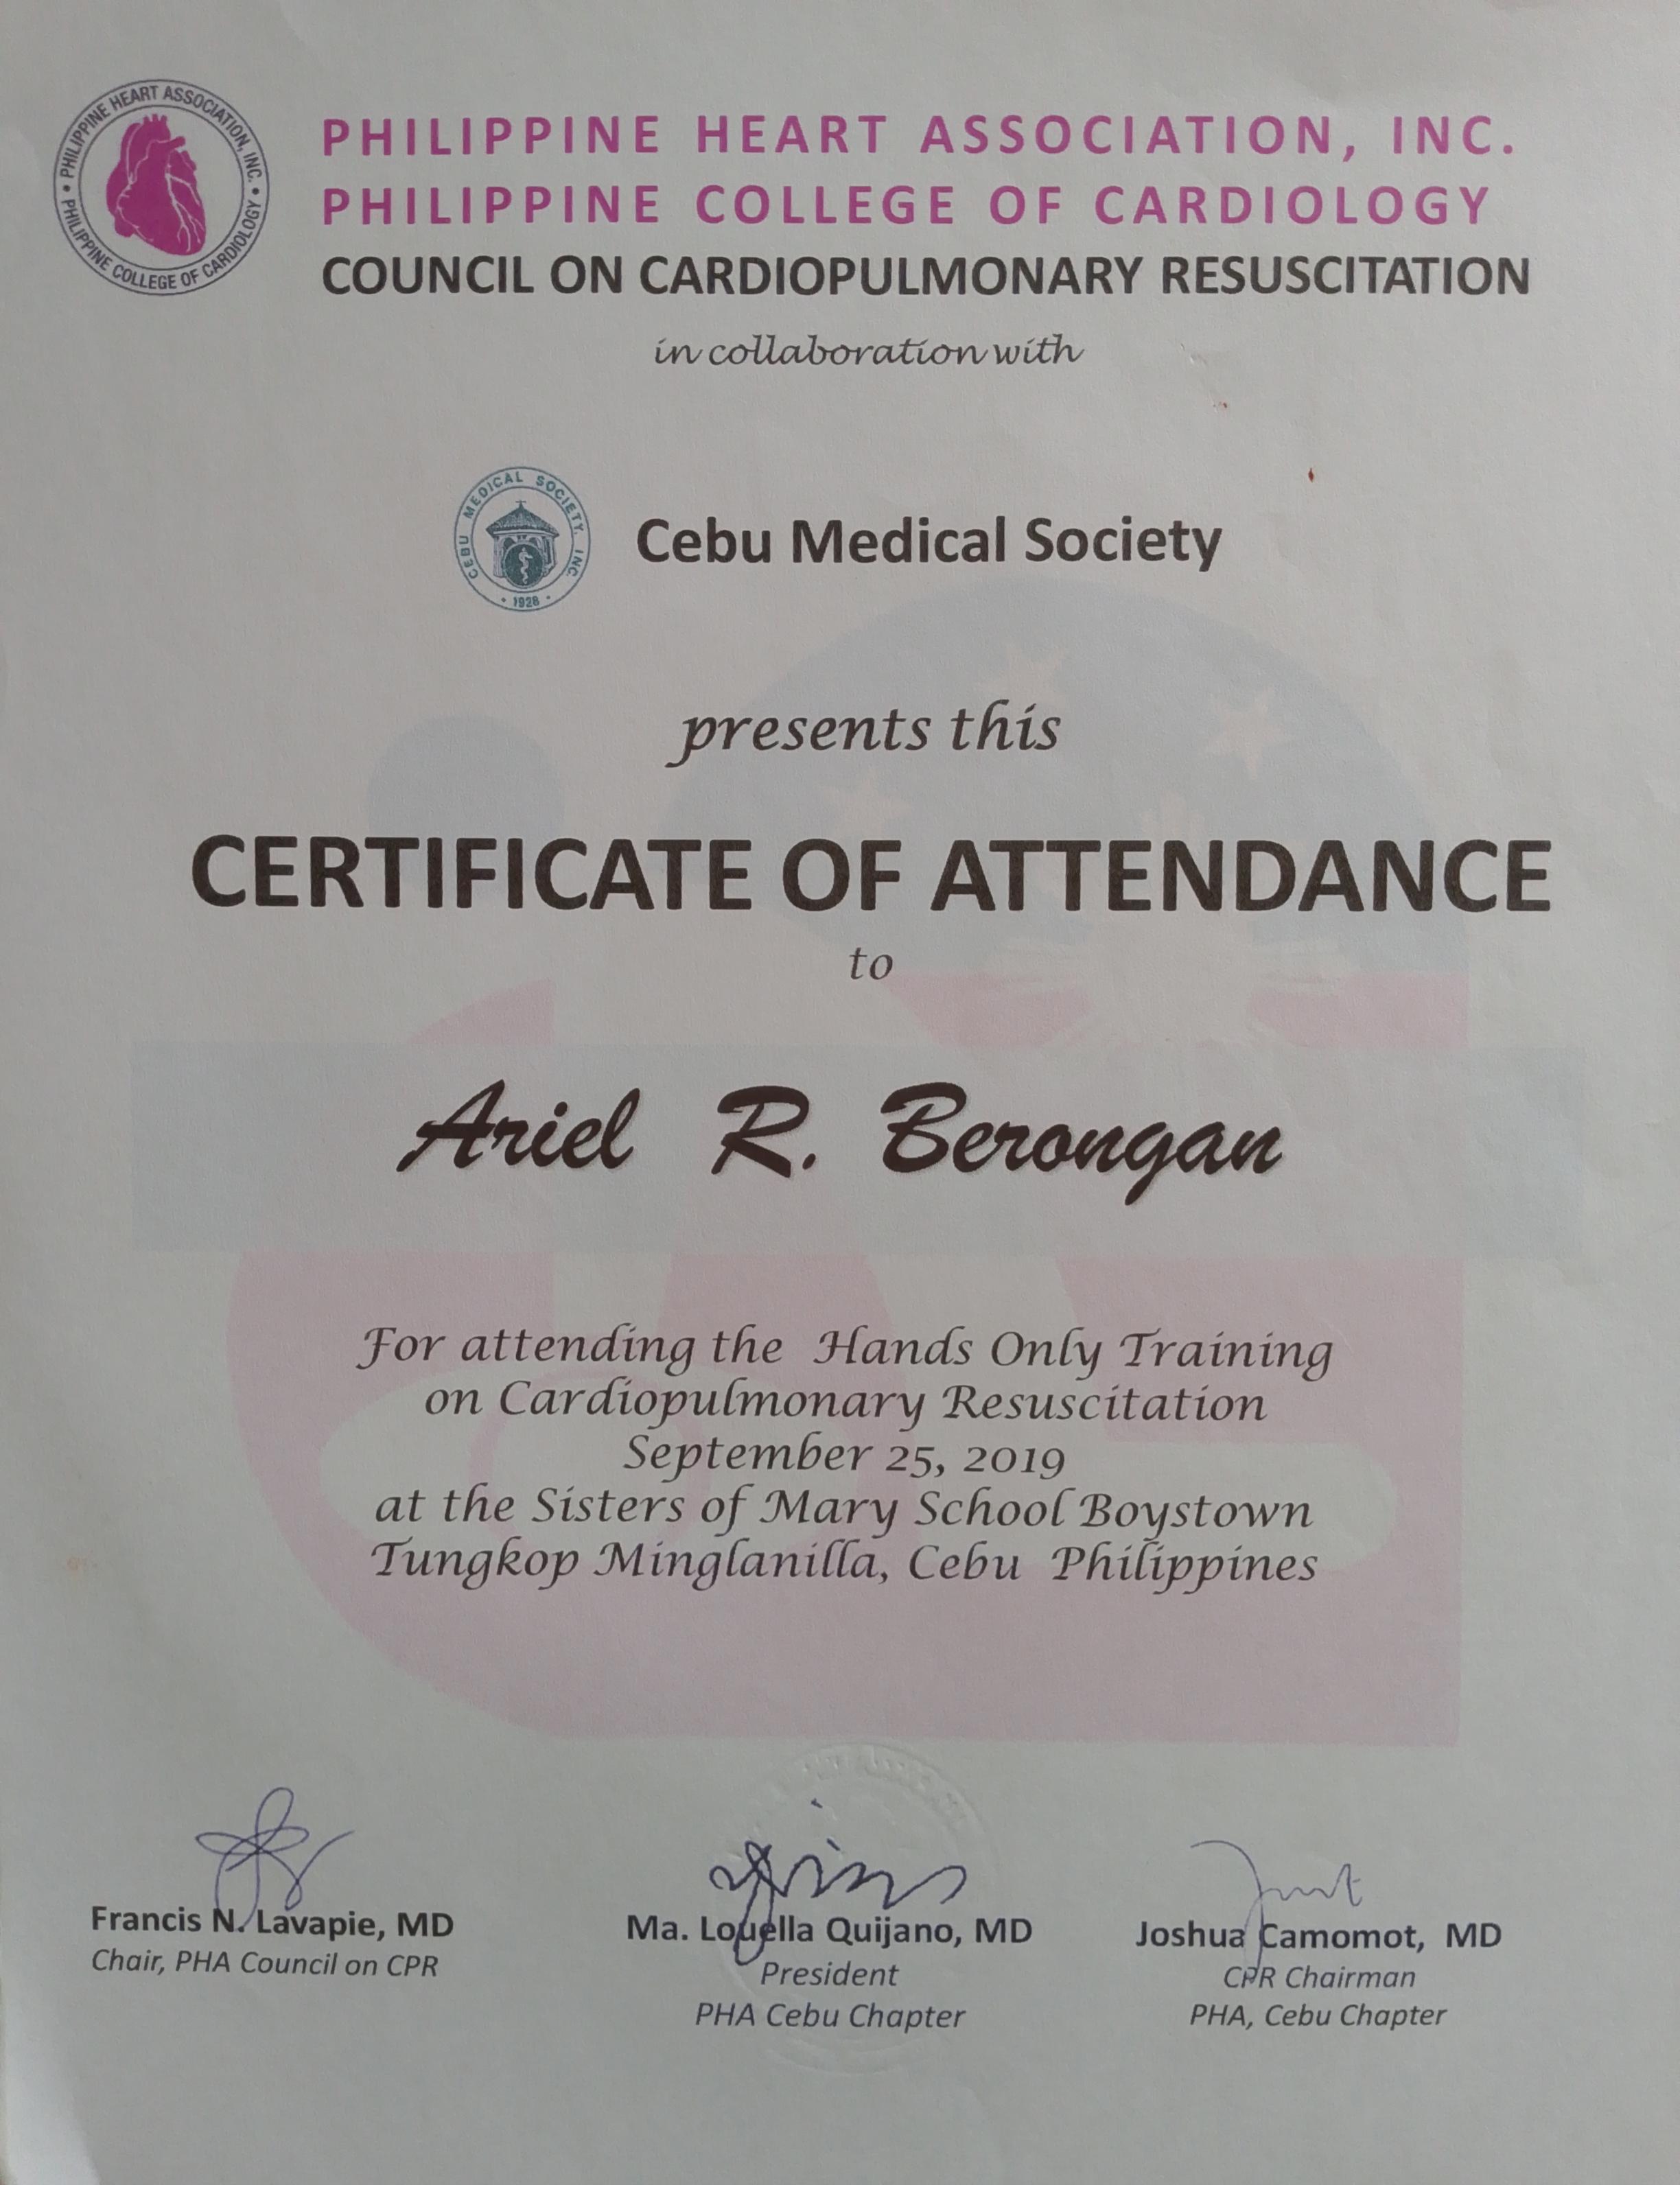 PHILIPPINE HEART ASSOCIATION, INC. • PHILIPPINE COLLEGE OF CARDIOLOGY •
PHILIPPINE HEART ASSOCIATION, INC.
PHILIPPINE COLLEGE OF CARDIOLOGY
COUNCIL ON CARDIOPULMONARY RESUSCITATION
in collaboration with
CEBU MEDICAL SOCIETY, INC.
• 1928 •
Cebu Medical Society
presents this
CERTIFICATE OF ATTENDANCE
to
Ariel R. Berongan
For attending the Hands Only Training
on Cardiopulmonary Resuscitation
September 25, 2019
at the Sisters of Mary School Boystown
Tungkop Minglanilla, Cebu Philippines
Francis N. Lavapie, MD
Chair, PHA Council on CPR
Ma. Louella Quijano, MD
President
PHA Cebu Chapter
Joshua Camomot, MD
CPR Chairman
PHA, Cebu Chapter